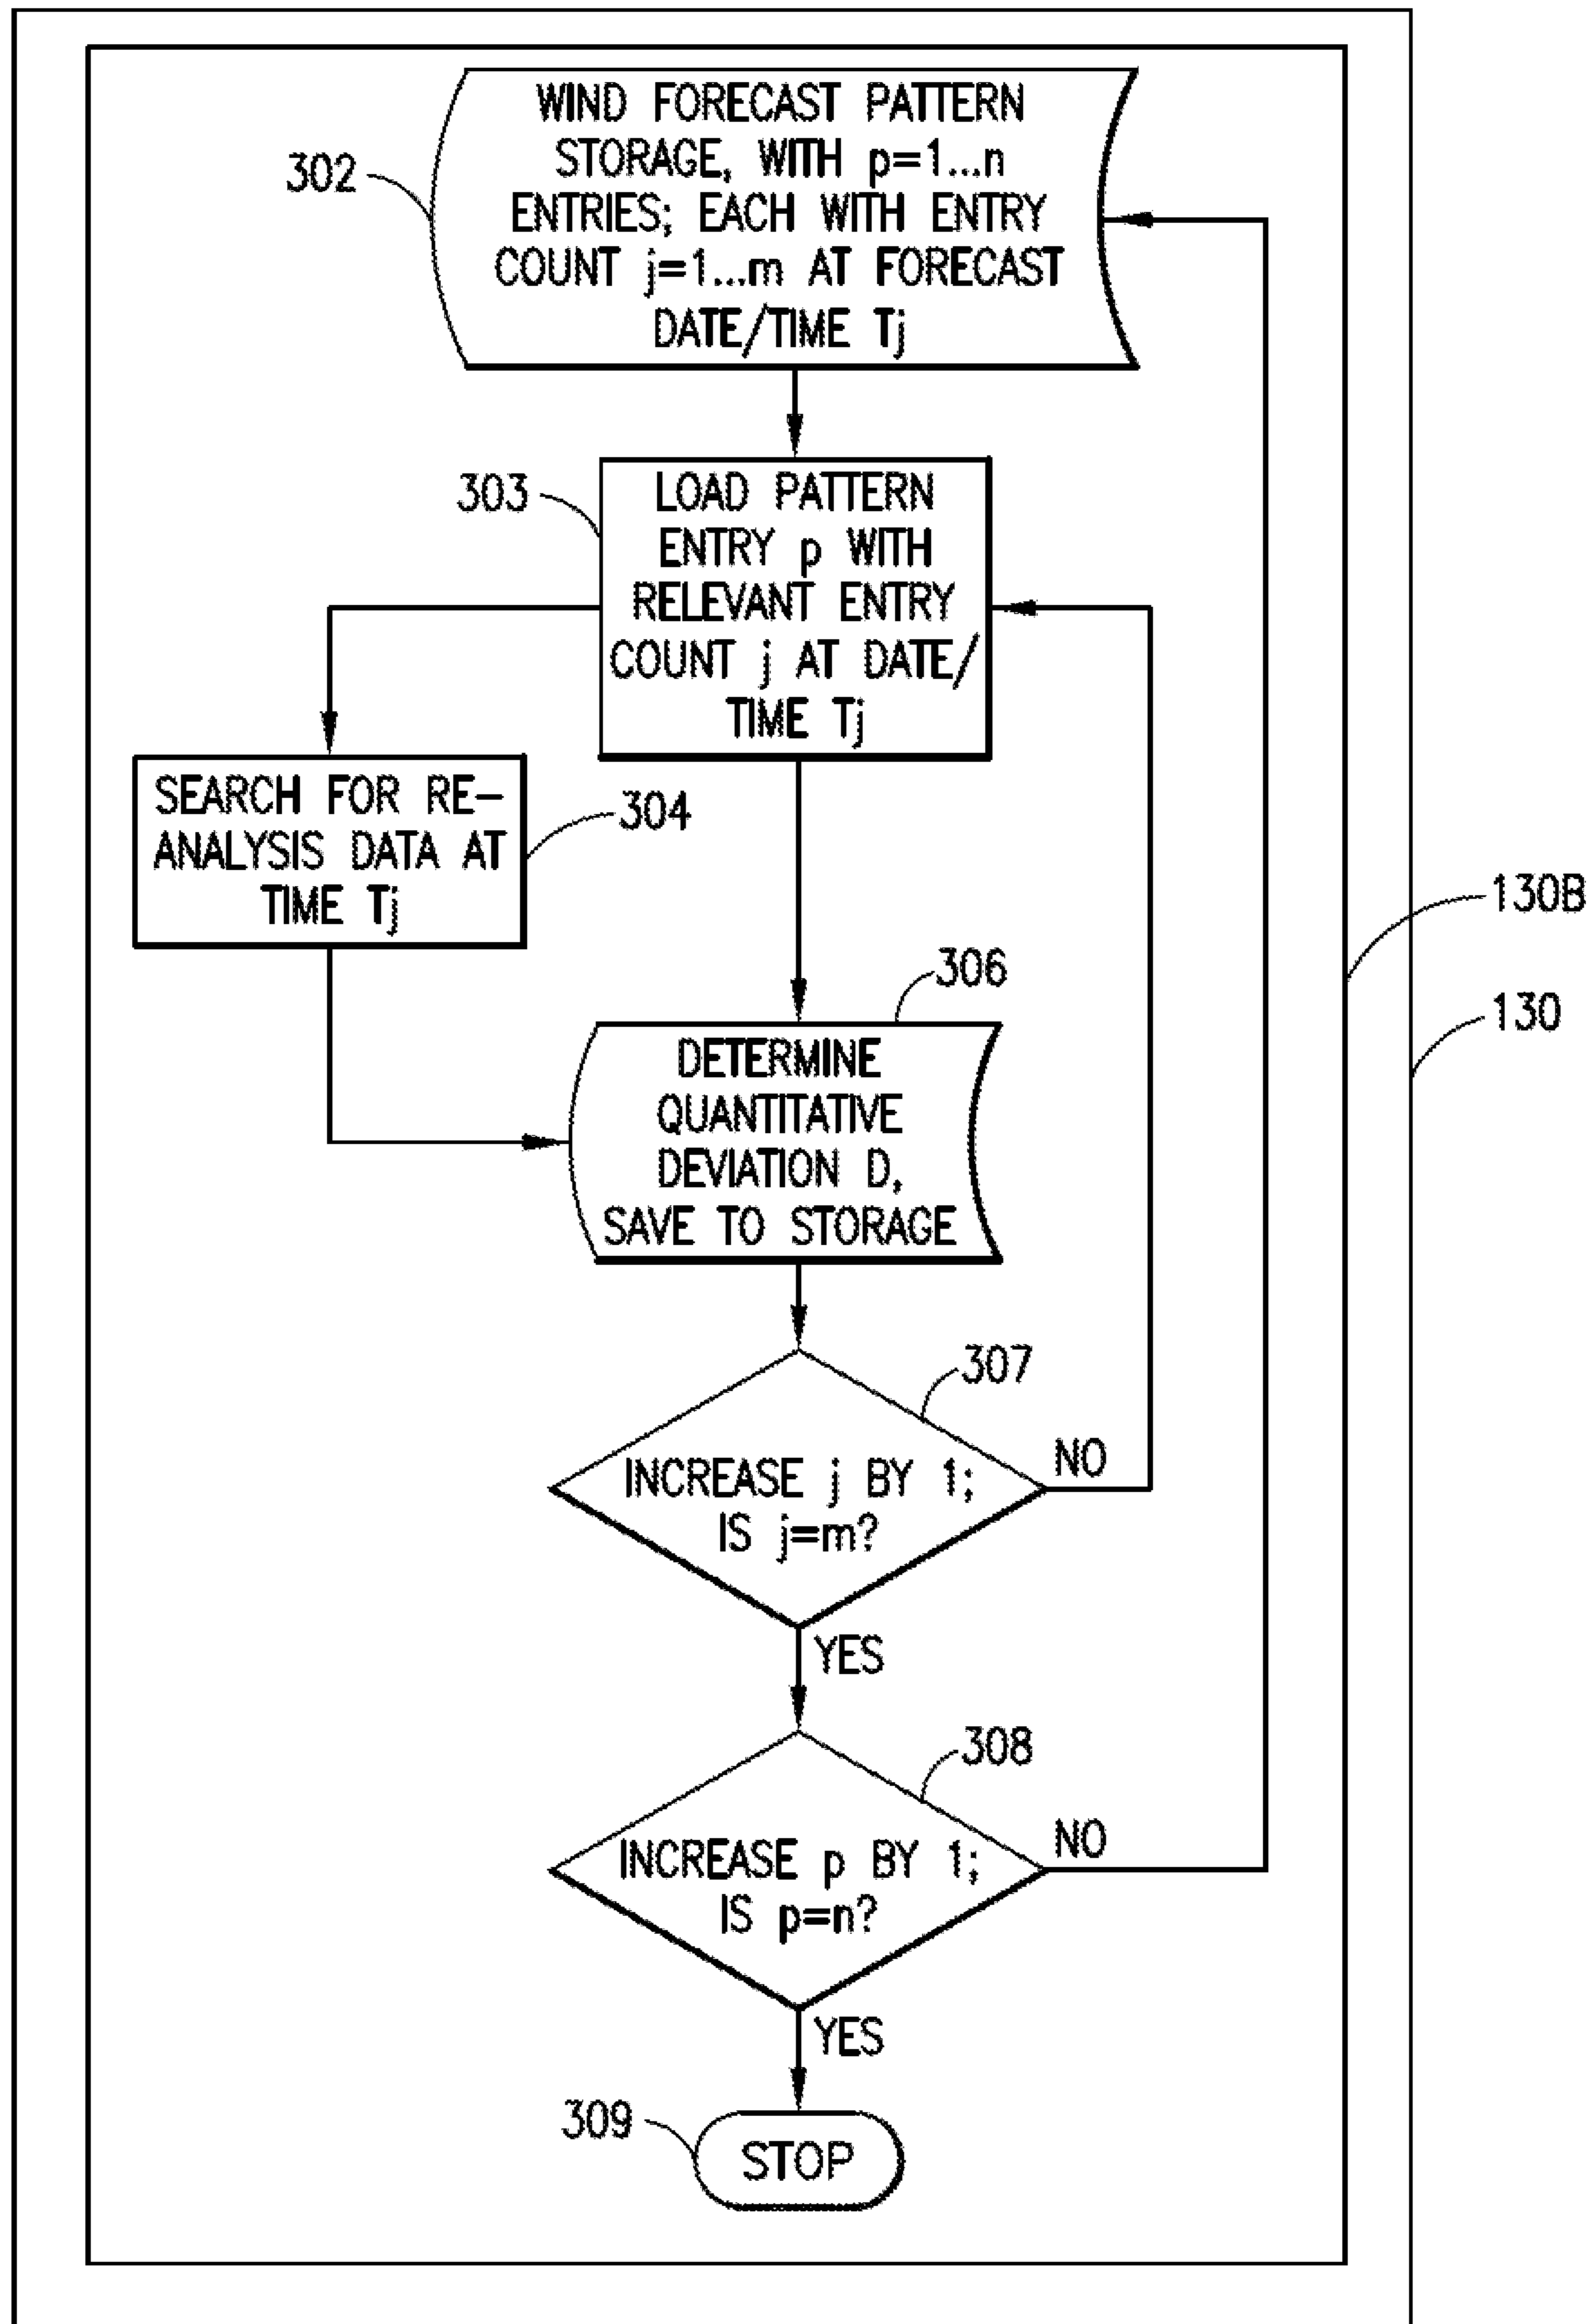 WIND FORECAST PATTERN
STORAGE, WITH p=1...n
ENTRIES; EACH WITH ENTRY
COUNT j=1...m AT FORECAST
DATE/TIME Tj
302
303
LOAD PATTERN
ENTRY p WITH
RELEVANT ENTRY
COUNT j AT DATE/
TIME Tj
SEARCH FOR RE-
ANALYSIS DATA AT
TIME Tj
304
130B
130
306
DETERMINE
QUANTITATIVE
DEVIATION D,
SAVE TO STORAGE
307
INCREASE j BY 1;
IS j=m?
NO
YES
308
INCREASE p BY 1;
IS p=n?
NO
YES
309
STOP